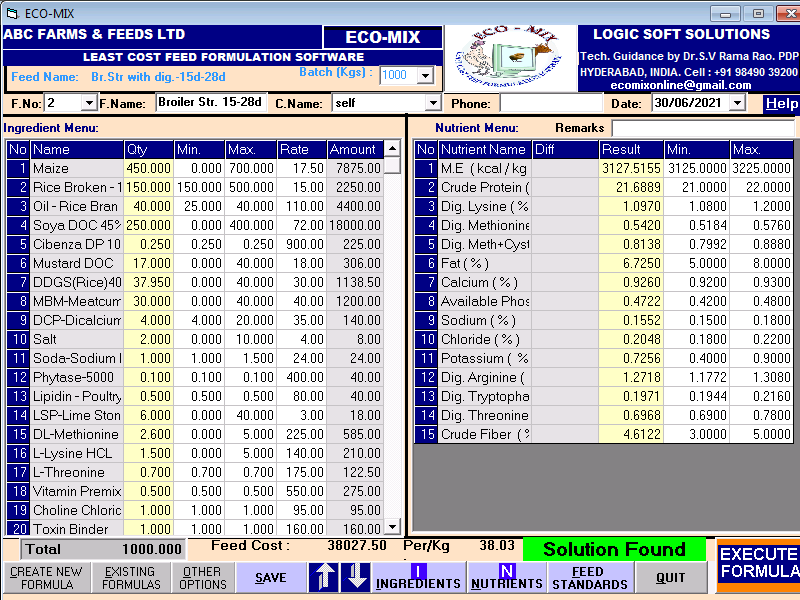 ECO-MIX
ABC FARMS & FEEDS LTD
ECO-MIX
LEAST COST FEED FORMULATION SOFTWARE
Feed Name: Br.Str with dig.-15d-28d
Batch (Kgs) : 1000
ECO - MIX
LOGIC SOFT SOLUTIONS
Tech. Guidance by Dr.S.V Rama Rao. PDP
HYDERABAD, INDIA. Cell : +91 98490 39200
ecomixonline@gmail.com
F.No: 2 F.Name: Broiler Str. 15-28d C.Name: self Phone: Date: 30/06/2021 Help
Ingredient Menu:
No Name Qty Min. Max. Rate Amount
1 Maize 450.000 0.000 700.000 17.50 7875.00
2 Rice Broken - 1 150.000 150.000 500.000 15.00 2250.00
3 Oil - Rice Bran 40.000 25.000 40.000 110.00 4400.00
4 Soya DOC 45% 250.000 0.000 400.000 72.00 18000.00
5 Cibenza DP 10 0.250 0.250 0.250 900.00 225.00
6 Mustard DOC 17.000 0.000 40.000 18.00 306.00
7 DDGS(Rice)40 37.950 0.000 40.000 30.00 1138.50
8 MBM-Meatcum 30.000 0.000 40.000 40.00 1200.00
9 DCP-Dicalcium 4.000 4.000 20.000 35.00 140.00
10 Salt 2.000 0.000 10.000 4.00 8.00
11 Soda-Sodium 1.000 1.000 1.500 24.00 24.00
12 Phytase-5000 0.100 0.100 0.100 400.00 40.00
13 Lipidin - Poultry 0.500 0.500 0.500 80.00 40.00
14 LSP-Lime Ston 6.000 0.000 40.000 3.00 18.00
15 DL-Methionine 2.600 0.000 5.000 225.00 585.00
16 L-Lysine HCL 1.500 0.000 5.000 140.00 210.00
17 L-Threonine 0.700 0.700 0.700 175.00 122.50
18 Vitamin Premix 0.500 0.500 0.500 550.00 275.00
19 Choline Chloric 1.000 1.000 1.000 95.00 95.00
20 Toxin Binder 1.000 1.000 1.000 160.00 160.00
Nutrient Menu: Remarks
No Nutrient Name Diff Result Min. Max.
1 M.E ( kcal / kg 3127.5155 3125.0000 3225.0000
2 Crude Protein ( 21.6889 21.0000 22.0000
3 Dig. Lysine ( % 1.0970 1.0800 1.2000
4 Dig. Methionine 0.5420 0.5184 0.5760
5 Dig. Meth+Cyst 0.8138 0.7992 0.8880
6 Fat ( % ) 6.7250 5.0000 8.0000
7 Calcium ( % ) 0.9260 0.9200 0.9300
8 Available Phos 0.4722 0.4200 0.4800
9 Sodium ( % ) 0.1552 0.1500 0.1800
10 Chloride ( % ) 0.2048 0.1800 0.2200
11 Potassium ( % 0.7256 0.4000 0.9000
12 Dig. Arginine ( 1.2718 1.1772 1.3080
13 Dig. Tryptopha 0.1971 0.1944 0.2160
14 Dig. Threonine 0.6968 0.6900 0.7800
15 Crude Fiber ( % 4.6122 3.0000 5.0000
Total 1000.000 Feed Cost : 38027.50 Per/Kg : 38.03 Solution Found
CREATE NEW FORMULA
EXISTING FORMULAS
OTHER OPTIONS
SAVE
I INGREDIENTS
N NUTRIENTS
FEED STANDARDS
QUIT
EXECUTE FORMULA